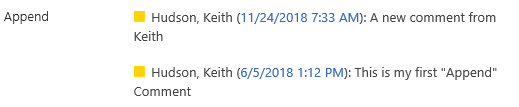 Append
Hudson, Keith (11/24/2018 7:33 AM): A new comment from
Keith
Hudson, Keith (6/5/2018 1:12 PM): This is my first "Append"
Comment